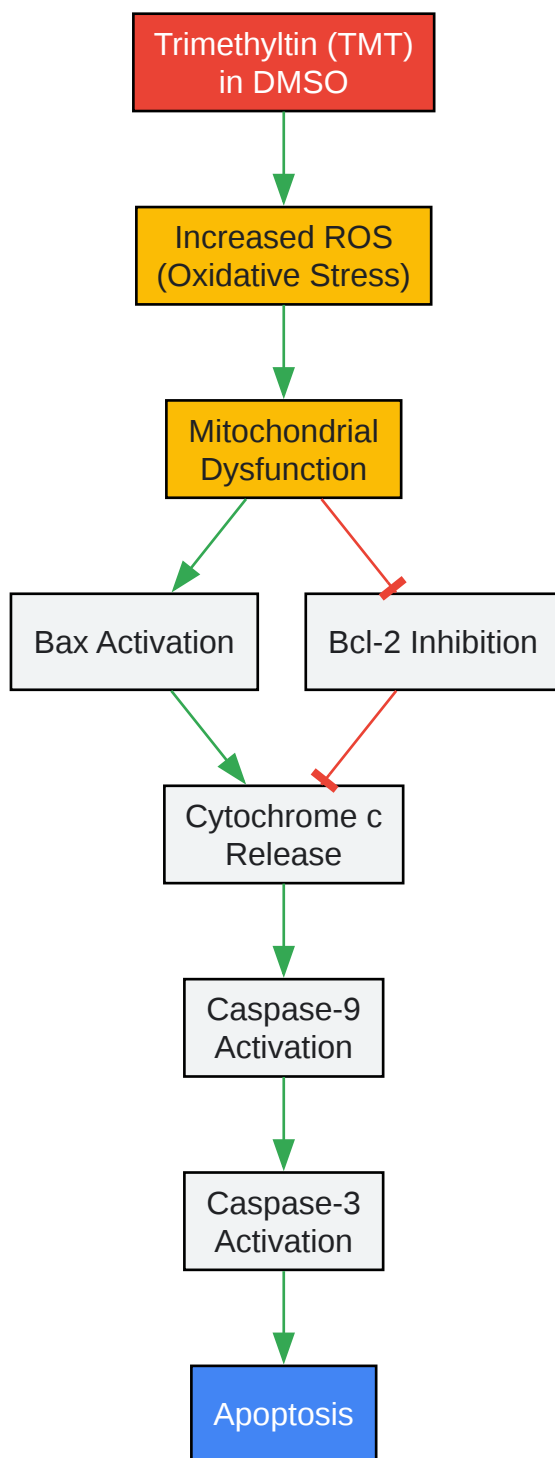 Trimethyltin (TMT)
in DMSO
Increased ROS
(Oxidative Stress)
Mitochondrial
Dysfunction
Bax Activation
Bcl-2 Inhibition
Cytochrome c
Release
Caspase-9
Activation
Caspase-3
Activation
Apoptosis